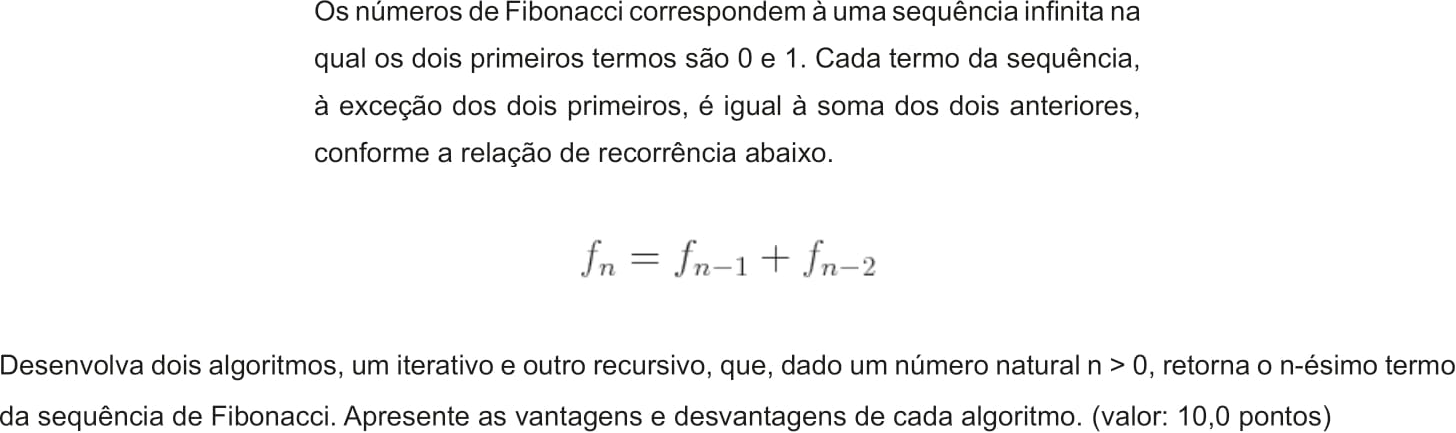 Os números de Fibonacci correspondem à uma sequência infinita na
qual os dois primeiros termos são 0 e 1. Cada termo da sequência,
à exceção dos dois primeiros, é igual à soma dos dois anteriores,
conforme a relação de recorrência abaixo.
fₙ = fₙ₋₁ + fₙ₋₂
Desenvolva dois algoritmos, um iterativo e outro recursivo, que, dado um número natural n > 0, retorna o n-ésimo termo
da sequência de Fibonacci. Apresente as vantagens e desvantagens de cada algoritmo. (valor: 10,0 pontos)